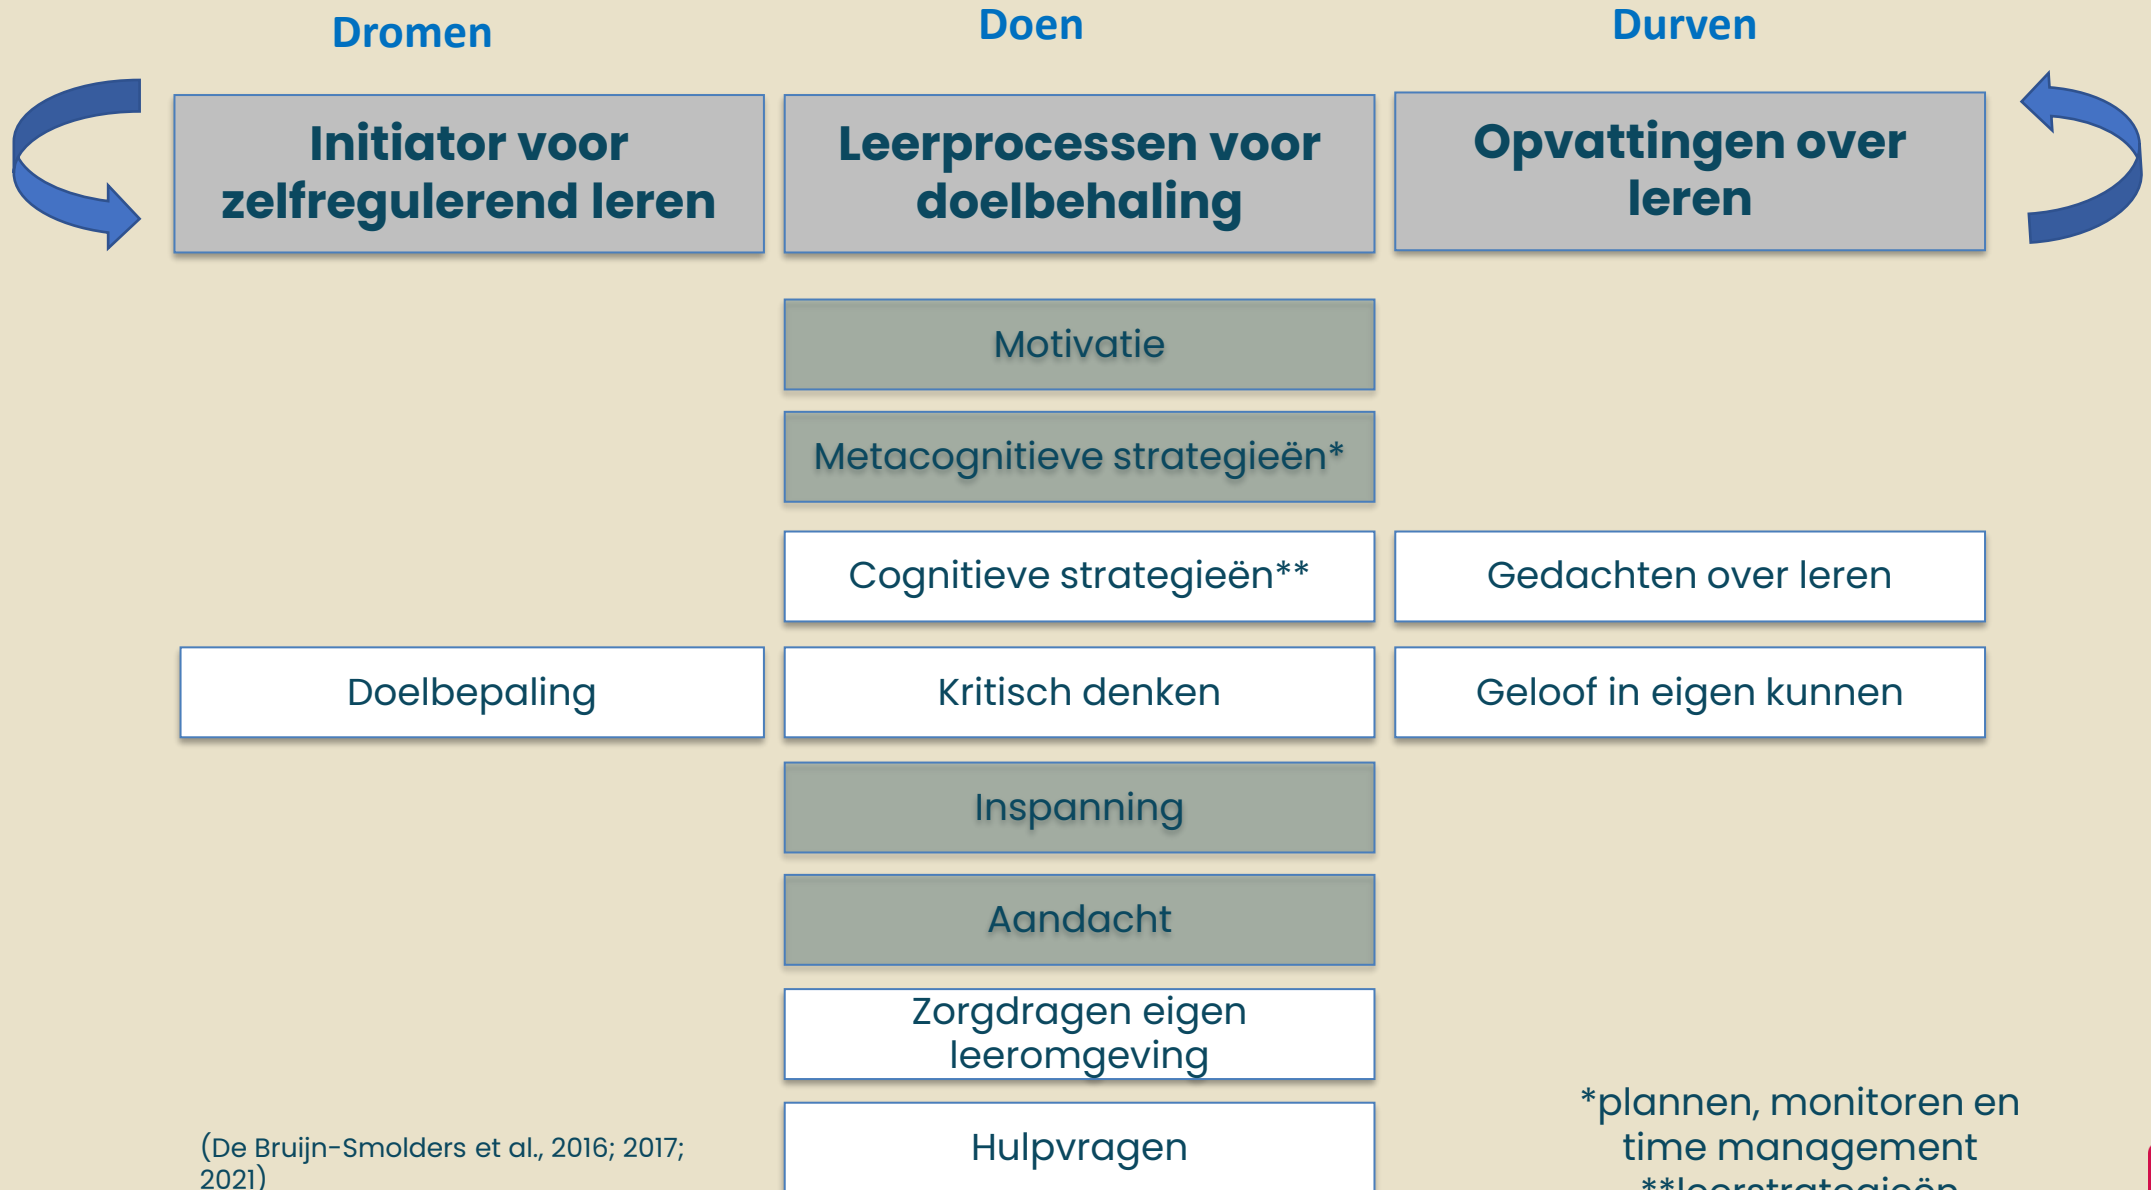 Dromen
Doen
Durven
Initiator voor
zelfregulerend leren
Leerprocessen voor
doelbehaling
Opvattingen over
leren
Motivatie
Metacognitieve strategieën*
Cognitieve strategieën**
Gedachten over leren
Doelbepaling
Kritisch denken
Geloof in eigen kunnen
Inspanning
Aandacht
Zorgdragen eigen
leeromgeving
Hulpvragen
(De Bruijn-Smolders et al., 2016; 2017;
2021)
*plannen, monitoren en
time management
**leerstrategieën